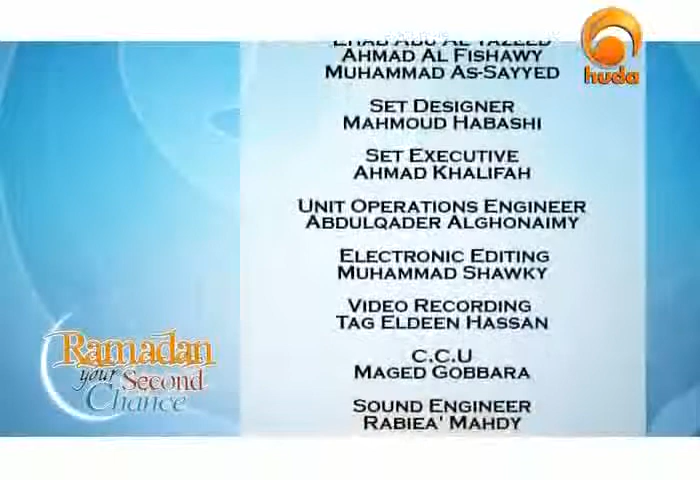 huda
AHMAD AL FISHAWY
MUHAMMAD AS-SAYYED
SET DESIGNER
MAHMOUD HABASHI
SET EXECUTIVE
AHMAD KHALIFAH
UNIT OPERATIONS ENGINEER
ABDULQADER ALGHONAIMY
ELECTRONIC EDITING
MUHAMMAD SHAWKY
VIDEO RECORDING
TAG ELDEEN HASSAN
C.C.U
MAGED GOBBARA
SOUND ENGINEER
RABIEA' MAHDY
Ramadan
your Second
Chance